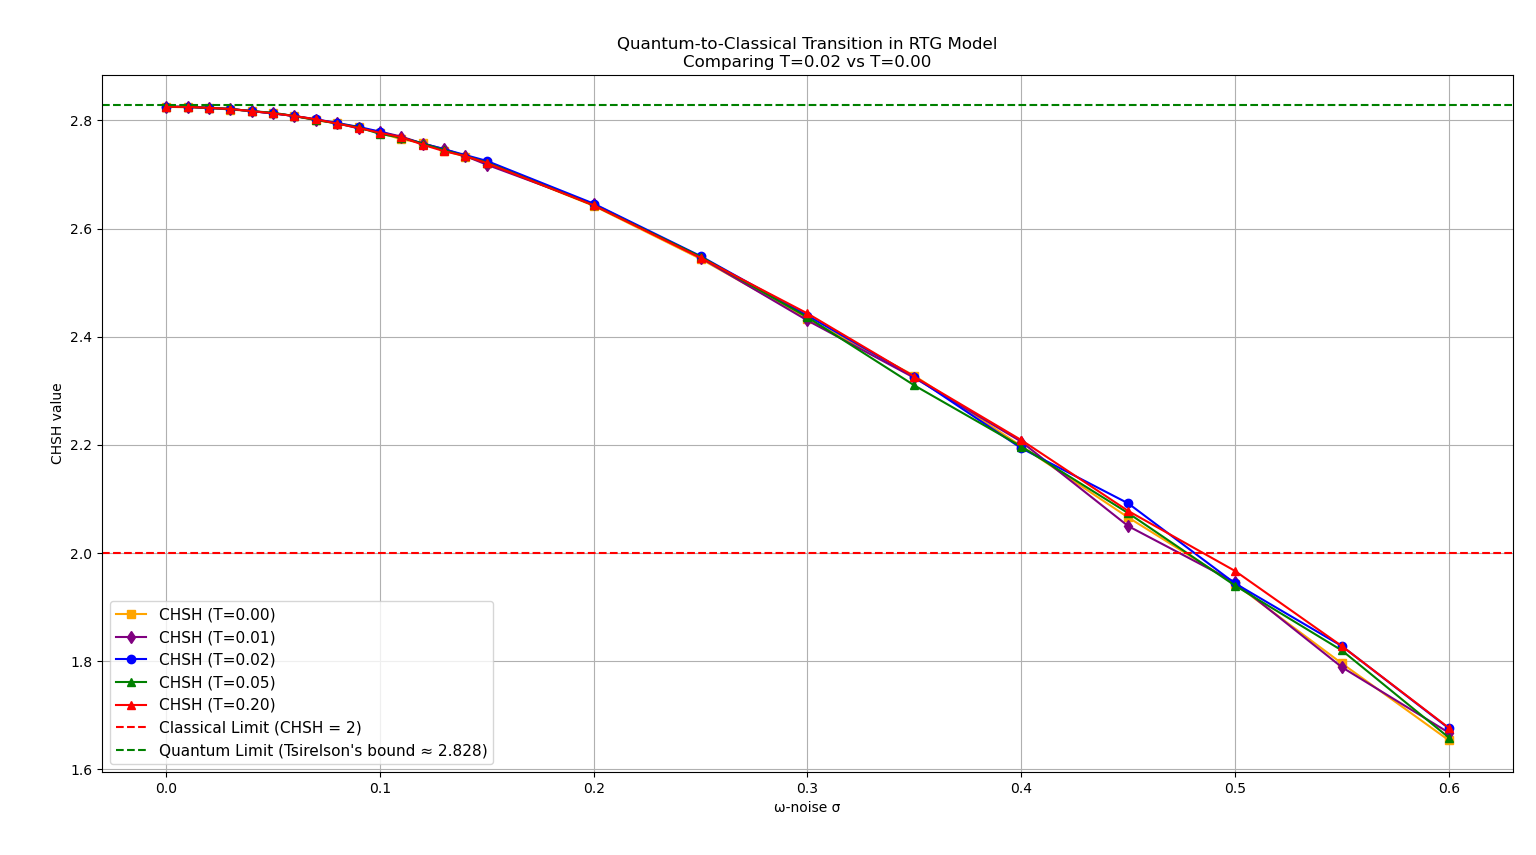 Quantum-to-Classical Transition in RTG Model
Comparing T=0.02 vs T=0.00
CHSH value
2.8
2.6
2.4
2.2
2.0
1.8
1.6
CHSH (T=0.00)
CHSH (T=0.01)
CHSH (T=0.02)
CHSH (T=0.05)
CHSH (T=0.20)
Classical Limit (CHSH = 2)
Quantum Limit (Tsirelson's bound ≈ 2.828)
0.0 0.1 0.2 0.3 0.4 0.5 0.6
ω-noise σ